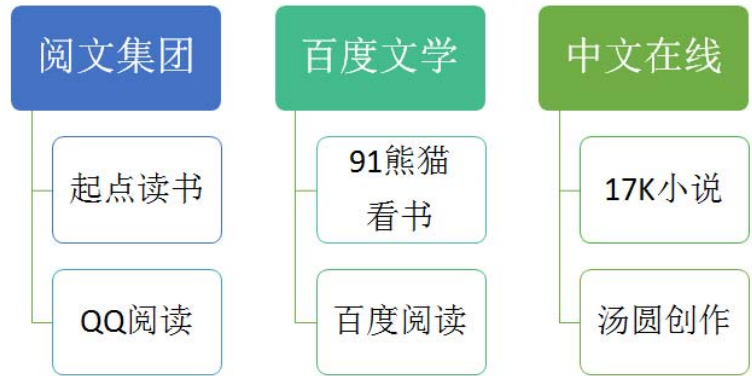 阅文集团
百度文学
中文在线
起点读书
91熊猫
看书
17K小说
QQ阅读
百度阅读
汤圆创作